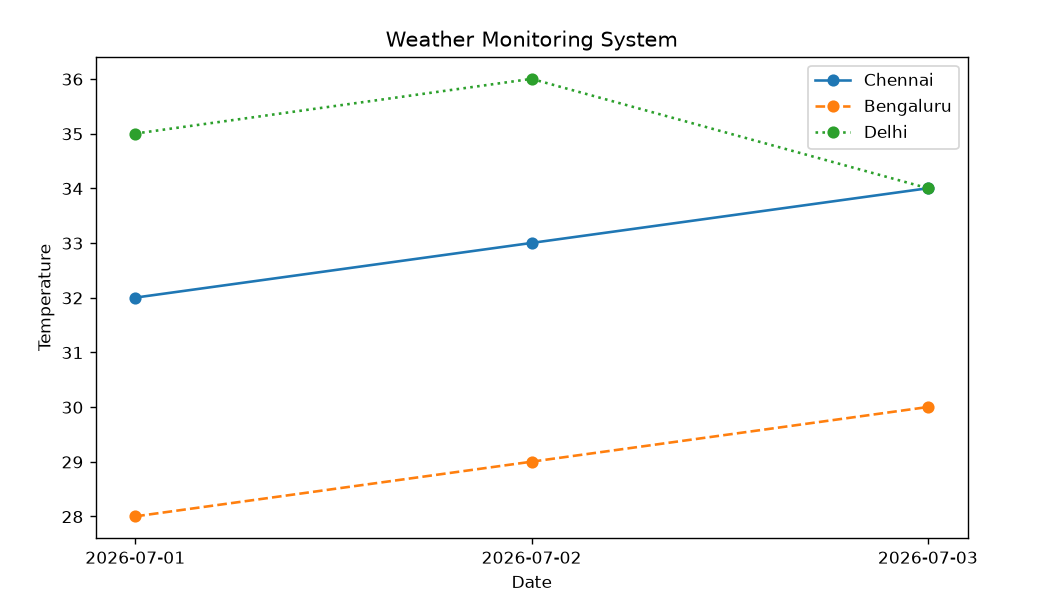 Weather Monitoring System
Chennai
Bengaluru
Delhi
Temperature
36
35
34
33
32
31
30
29
28
2026-07-01 2026-07-02 2026-07-03
Date